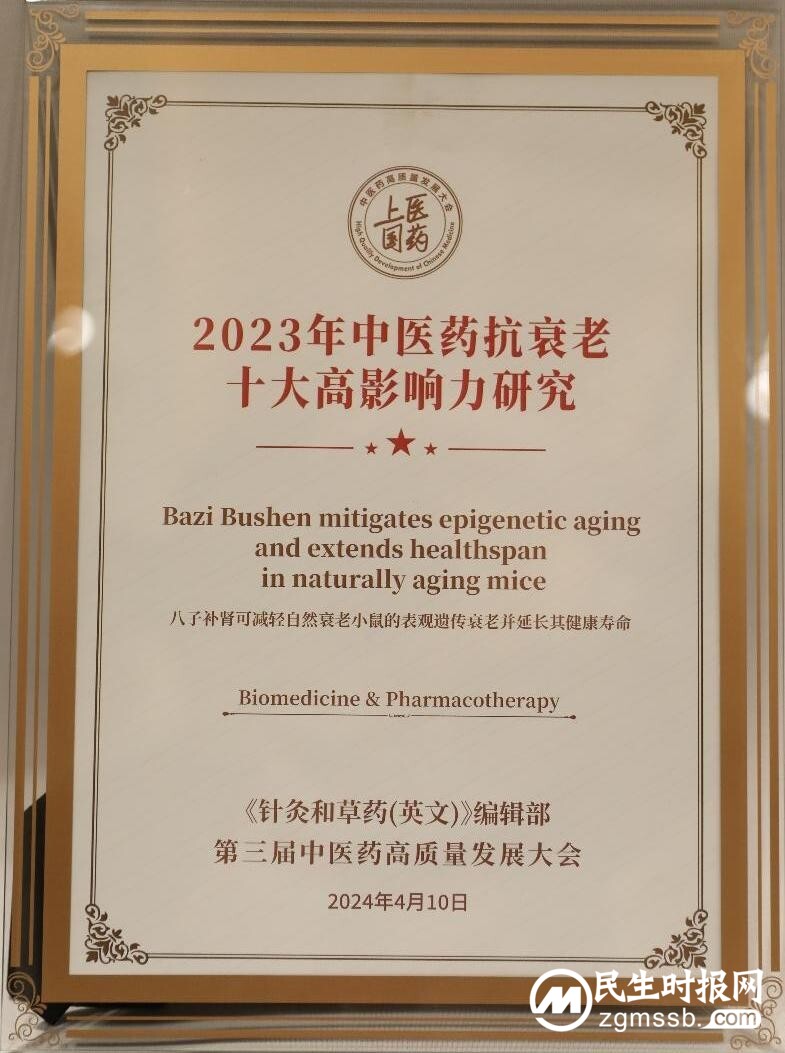 中医药高质量发展大会
上医
国药
High Quality Development of Chinese Medicine
2023年中医药抗衰老
十大高影响力研究
Bazi Bushen mitigates epigenetic aging
and extends healthspan
in naturally aging mice
八子补肾可减轻自然衰老小鼠的表观遗传衰老并延长其健康寿命
Biomedicine & Pharmacotherapy
《针灸和草药(英文)》编辑部
第三届中医药高质量发展大会
2024年4月10日
民生时报网
zgmssb.com